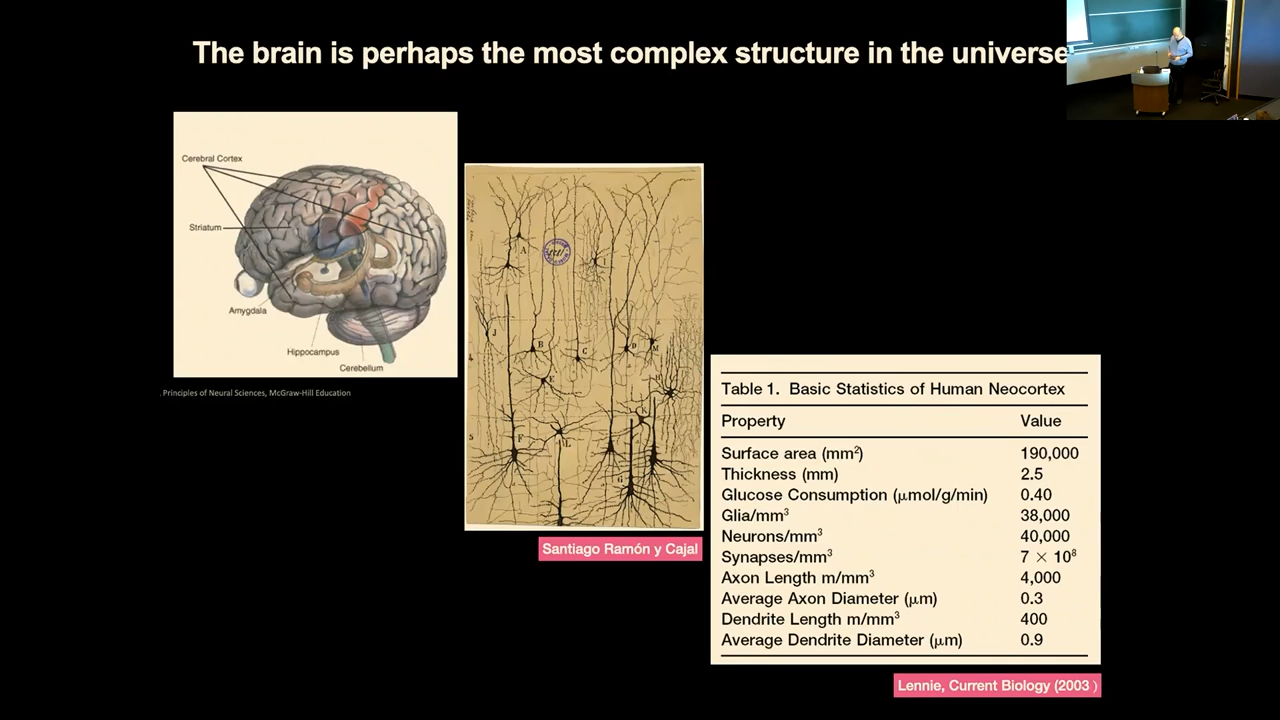 The brain is perhaps the most complex structure in the universe
Cerebral Cortex
Striatum
Amygdala
Hippocampus
Cerebellum
. Principles of Neural Sciences, McGraw-Hill Education
A
I
J
B
C
D
M
E
F
L
G
5
Santiago Ramón y Cajal
Table 1. Basic Statistics of Human Neocortex
Property Value
Surface area (mm²) 190,000
Thickness (mm) 2.5
Glucose Consumption (μmol/g/min) 0.40
Glia/mm³ 38,000
Neurons/mm³ 40,000
Synapses/mm³ 7 × 10⁸
Axon Length m/mm³ 4,000
Average Axon Diameter (μm) 0.3
Dendrite Length m/mm³ 400
Average Dendrite Diameter (μm) 0.9
Lennie, Current Biology (2003 )